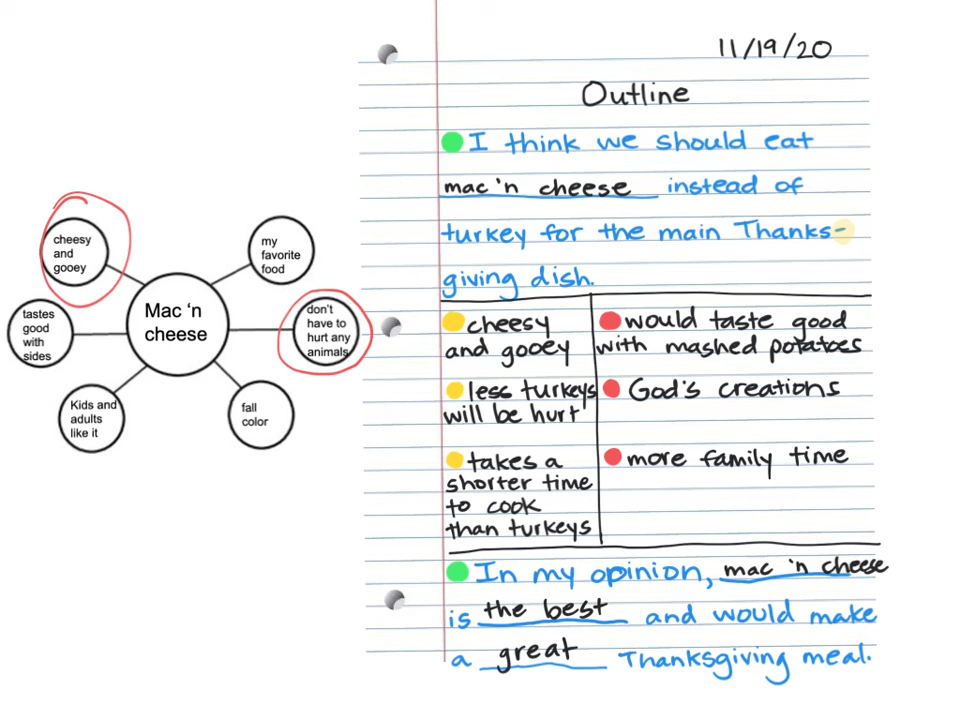 cheesy
and
gooey
my
favorite
food
tastes
good
with
sides
Mac 'n
cheese
don't
have to
hurt any
animals
Kids and
adults
like it
fall
color
11/19/20
Outline
I think we should eat
mac 'n cheese instead of
turkey for the main Thanks-
giving dish.
cheesy
and gooey
would taste good
with mashed potatoes
less turkeys
will be hurt
God's creations
takes a
shorter time
to cook
than turkeys
more family time
In my opinion, mac 'n cheese
is the best and would make
a great Thanksgiving meal.